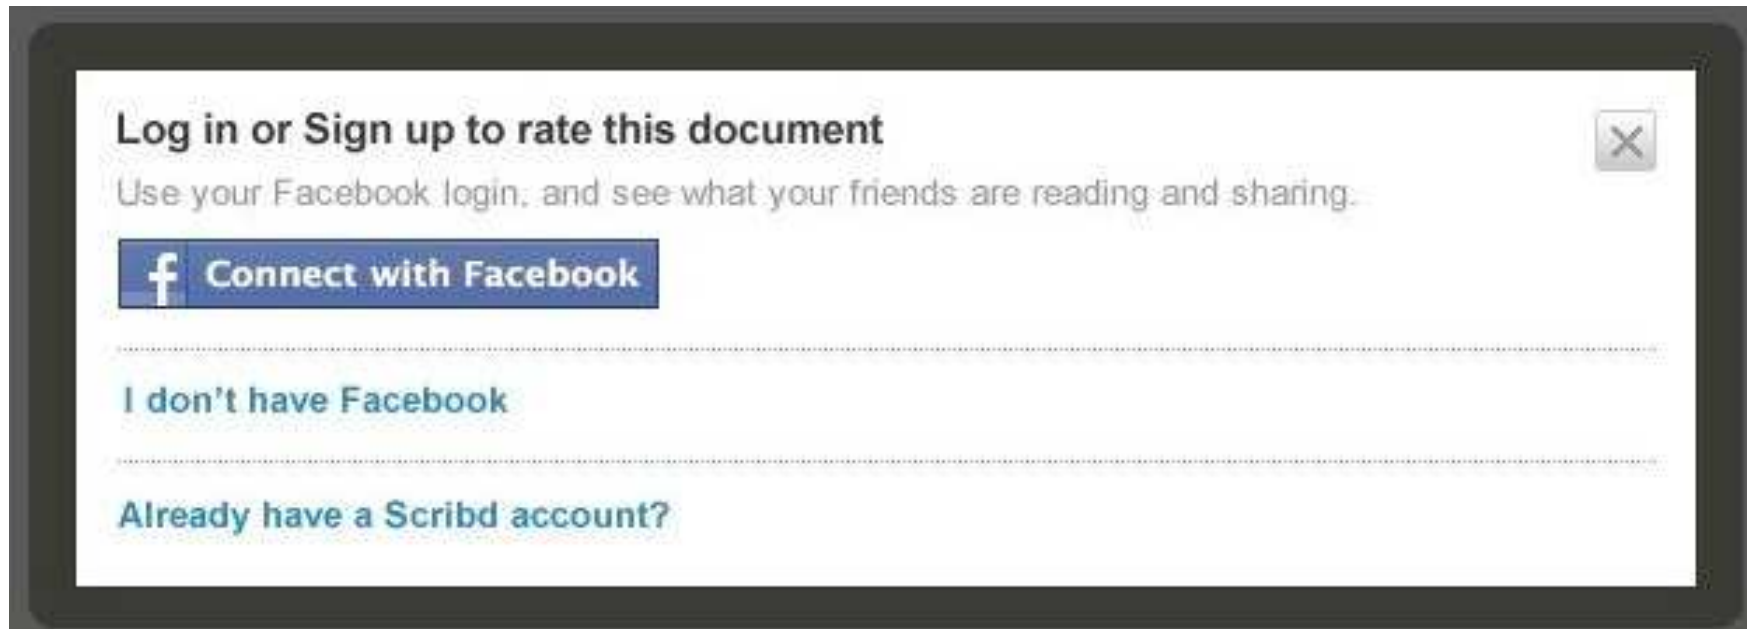 Log in or Sign up to rate this document
Use your Facebook login, and see what your friends are reading and sharing.
f Connect with Facebook
I don’t have Facebook
Already have a Scribd account?